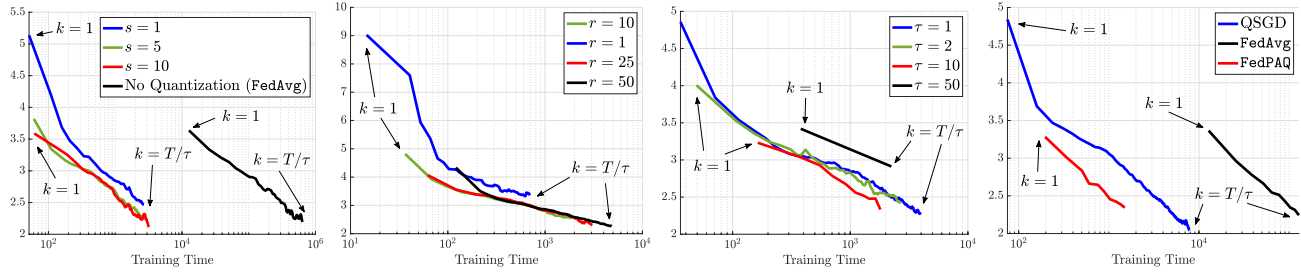 5.5
5
4.5
4
3.5
3
2.5
2
k = 1
s = 1
s = 5
s = 10
No Quantization (FedAvg)
k = 1
k = T/τ
k = T/τ
k = 1
10^2
10^4
10^6
Training Time
10
9
8
7
6
5
4
3
2
r = 10
r = 1
r = 25
r = 50
k = 1
k = T/τ
10
10^2
10^3
10^4
Training Time
5
4.5
4
3.5
3
2.5
2
τ = 1
τ = 2
τ = 10
τ = 50
k = 1
k = T/τ
k = 1
10^2
10^3
10^4
Training Time
5
4.5
4
3.5
3
2.5
2
k = 1
QSGD
FedAvg
FedPAQ
k = 1
k = 1
k = T/τ
10^2
10^4
Training Time